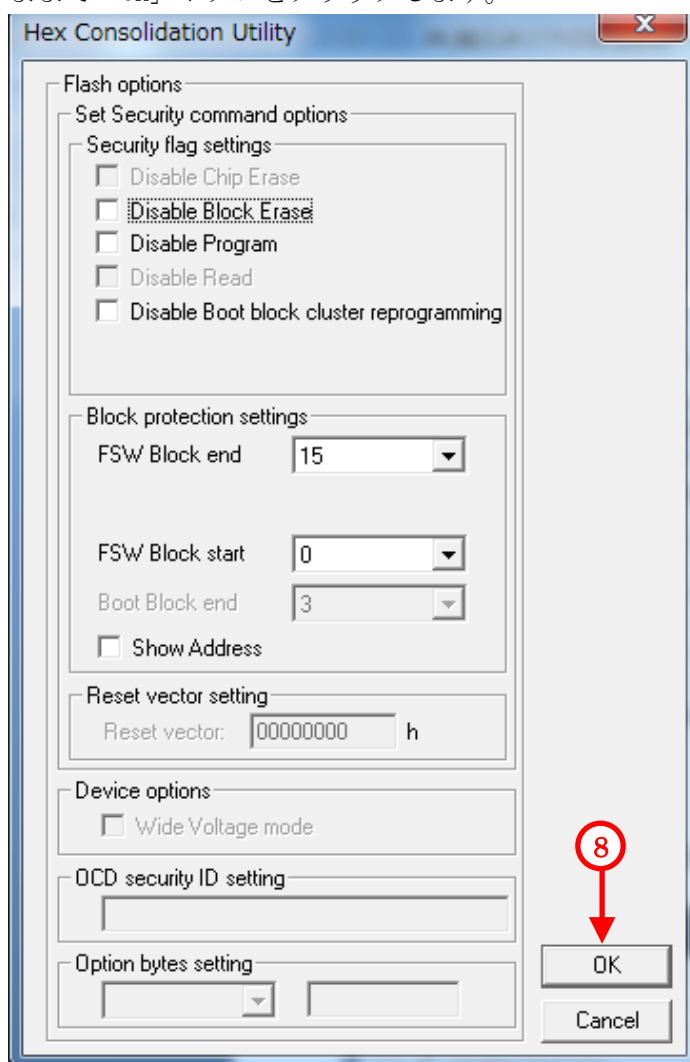 Hex Consolidation Utility
X
Flash options
Set Security command options
Security flag settings
Disable Chip Erase
Disable Block Erase
Disable Program
Disable Read
Disable Boot block cluster reprogramming
Block protection settings
FSW Block end 15
FSW Block start 0
Boot Block end 3
Show Address
Reset vector setting
Reset vector: 00000000 h
Device options
Wide Voltage mode
8
OCD security ID setting
Option bytes setting
OK
Cancel